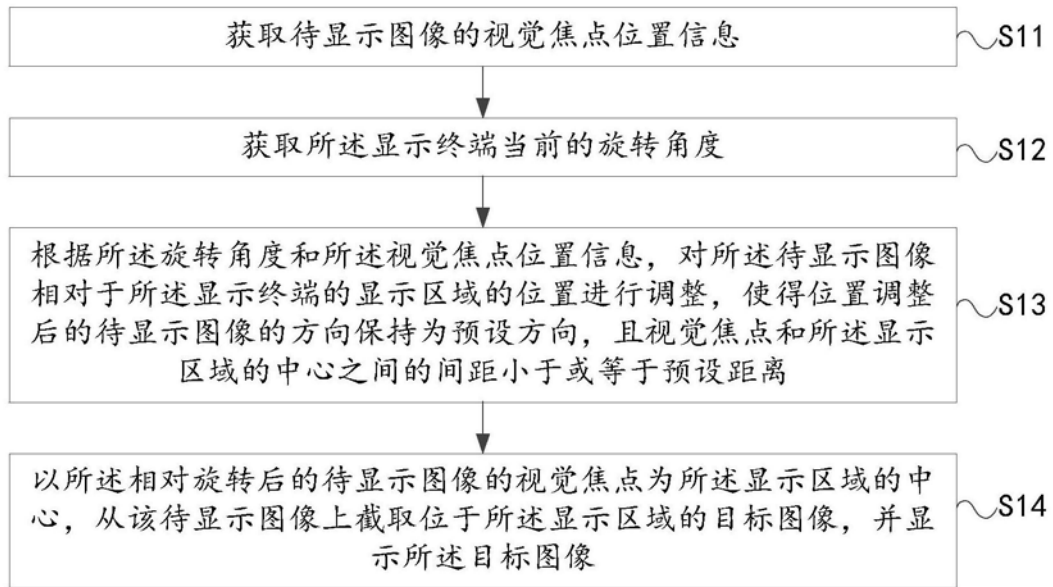 获取待显示图像的视觉焦点位置信息
S11
获取所述显示终端当前的旋转角度
S12
根据所述旋转角度和所述视觉焦点位置信息，对所述待显示图像
相对于所述显示终端的显示区域的位置进行调整，使得位置调整
后的待显示图像的方向保持为预设方向，且视觉焦点和所述显示
区域的中心之间的间距小于或等于预设距离
S13
以所述相对旋转后的待显示图像的视觉焦点为所述显示区域的中
心，从该待显示图像上截取位于所述显示区域的目标图像，并显
示所述目标图像
S14